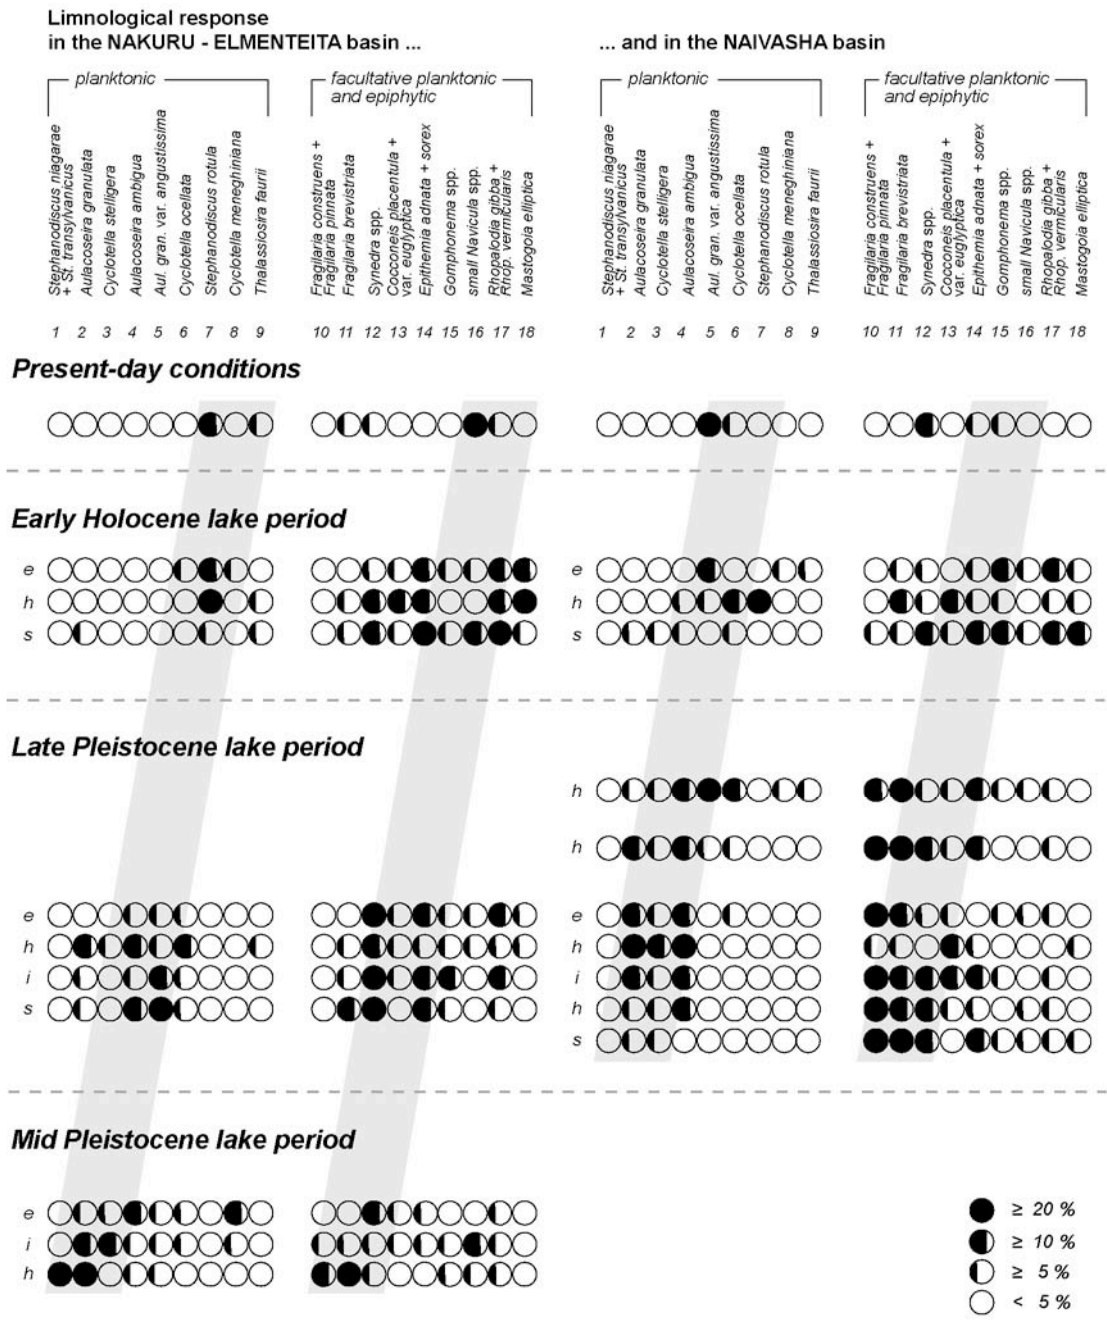 Limnological response
in the NAKURU - ELMENTEITA basin ...
... and in the NAIVASHA basin
planktonic
facultative planktonic
and epiphytic
planktonic
facultative planktonic
and epiphytic
Stephanodiscus niagarae
+ St. transylvanicus
Aulacoseira granulata
Cyclotella stelligera
Aulacoseira ambigua
Aul. gran. var. angustissima
Cyclotella ocellata
Stephanodiscus rotula
Cyclotella meneghiniana
Thalassiosira faurii
Fragilaria construens +
Fragilaria pinnata
Fragilaria brevistriata
Synedra spp.
Cocconeis placentula +
var. euglyptica
Epithemia adnata + sorex
Gomphonema spp.
small Navicula spp.
Rhopalodia gibba +
Rhop. vermicularis
Mastogoia elliptica
Stephanodiscus niagarae
+ St. transylvanicus
Aulacoseira granulata
Cyclotella stelligera
Aulacoseira ambigua
Aul. gran. var. angustissima
Cyclotella ocellata
Stephanodiscus rotula
Cyclotella meneghiniana
Thalassiosira faurii
Fragilaria construens +
Fragilaria pinnata
Fragilaria brevistriata
Synedra spp.
Cocconeis placentula +
var. euglyptica
Epithemia adnata + sorex
Gomphonema spp.
small Navicula spp.
Rhopalodia gibba +
Rhop. vermicularis
Mastogoia elliptica
1 2 3 4 5 6 7 8 9 10 11 12 13 14 15 16 17 18 1 2 3 4 5 6 7 8 9 10 11 12 13 14 15 16 17 18
Present-day conditions
Early Holocene lake period
e e
h h
s s
Late Pleistocene lake period
h
h
e e
h h
i i
s h
s
Mid Pleistocene lake period
e
i
h
≥ 20 %
≥ 10 %
≥ 5 %
< 5 %